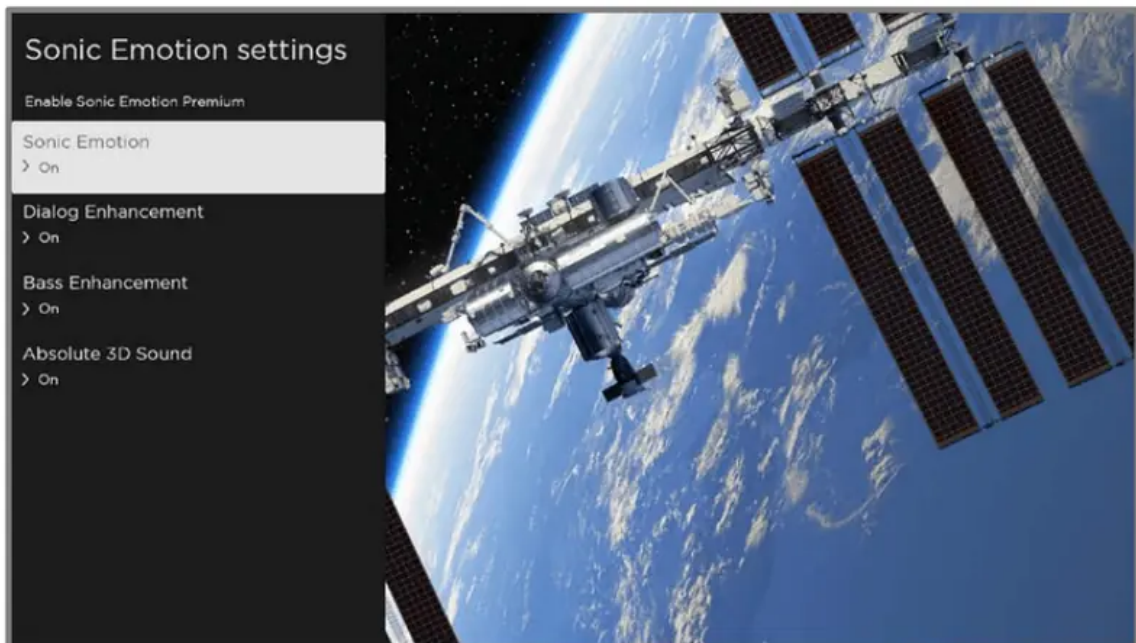 Sonic Emotion settings
Enable Sonic Emotion Premium
Sonic Emotion
> On
Dialog Enhancement
> On
Bass Enhancement
> On
Absolute 3D Sound
> On